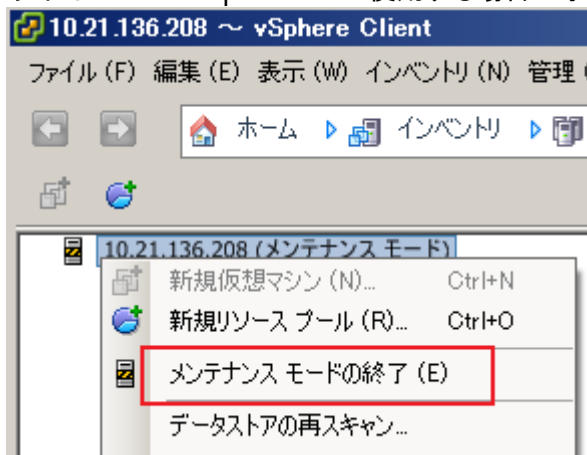 10.21.136.208 ～ vSphere Client
ファイル (F) 編集 (E) 表示 (W) インベントリ (N) 管理
ホーム インベントリ
10.21.136.208 (メンテナンス モード)
新規仮想マシン (N)... Ctrl+N
新規リソース プール (R)... Ctrl+O
メンテナンス モードの終了 (E)
データストアの再スキャン...